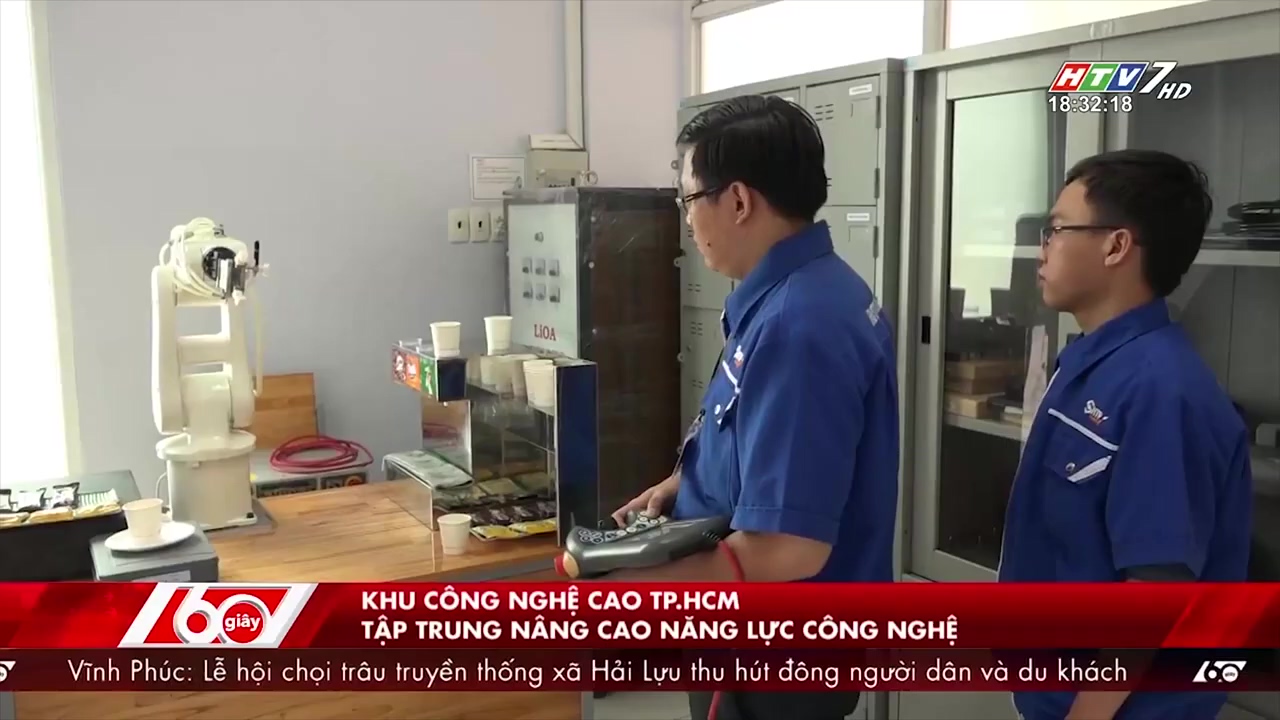 HTV7 HD
18:32:18
LiOA
60 giây
KHU CÔNG NGHỆ CAO TP.HCM
TẬP TRUNG NÂNG CAO NĂNG LỰC CÔNG NGHỆ
Vĩnh Phúc: Lễ hội chọi trâu truyền thống xã Hải Lựu thu hút đông người dân và du khách
60